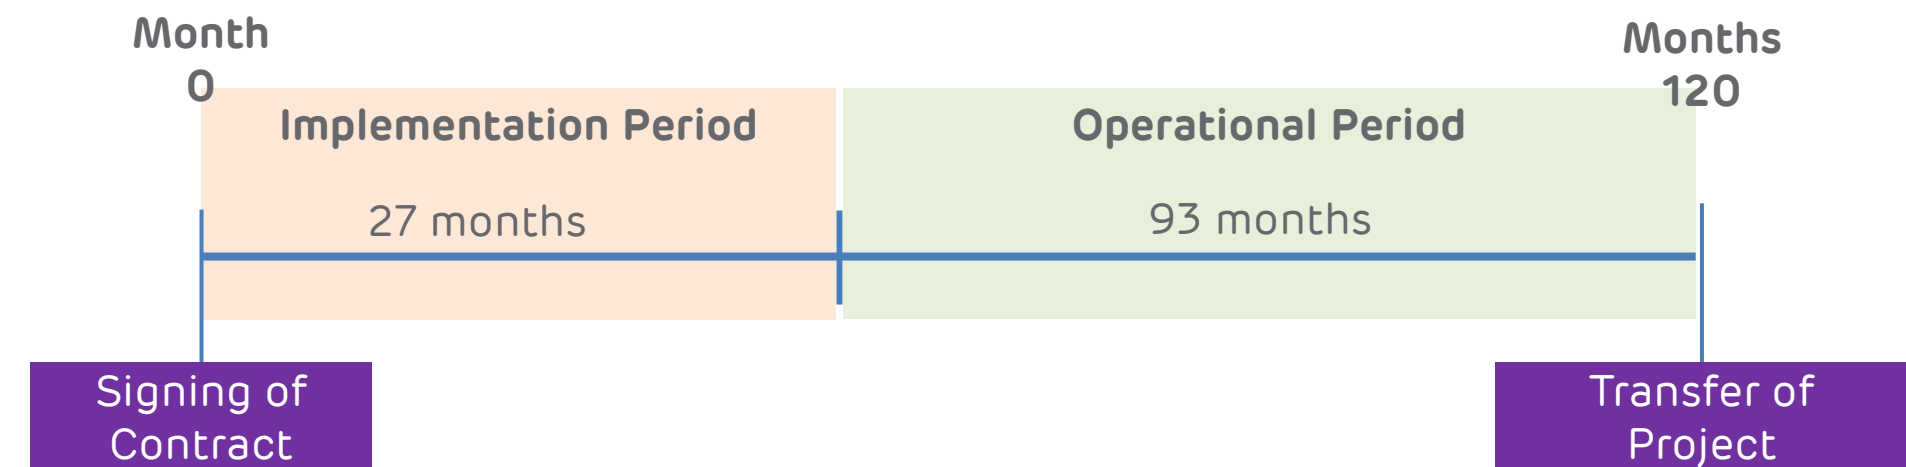 Month
0
Months
120
Implementation Period
Operational Period
27 months
93 months
Signing of
Contract
Transfer of
Project